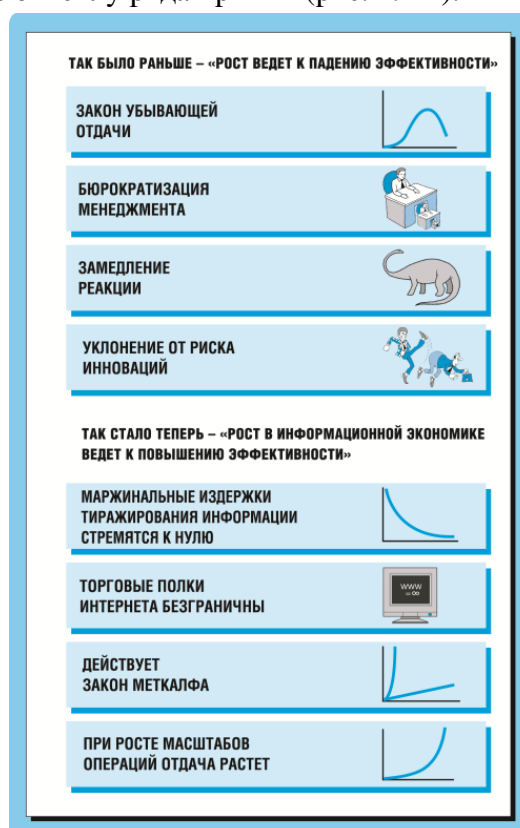 ТАК БЫЛО РАНЬШЕ – «РОСТ ВЕДЕТ К ПАДЕНИЮ ЭФФЕКТИВНОСТИ»
ЗАКОН УБЫВАЮЩЕЙ
ОТДАЧИ
БЮРОКРАТИЗАЦИЯ
МЕНЕДЖМЕНТА
ЗАМЕДЛЕНИЕ
РЕАКЦИИ
УКЛОНЕНИЕ ОТ РИСКА
ИННОВАЦИЙ
ТАК СТАЛО ТЕПЕРЬ – «РОСТ В ИНФОРМАЦИОННОЙ ЭКОНОМИКЕ
ВЕДЕТ К ПОВЫШЕНИЮ ЭФФЕКТИВНОСТИ»
МАРЖИНАЛЬНЫЕ ИЗДЕРЖКИ
ТИРАЖИРОВАНИЯ ИНФОРМАЦИИ
СТРЕМЯТСЯ К НУЛЮ
ТОРГОВЫЕ ПОЛКИ
ИНТЕРНЕТА БЕЗГРАНИЧНЫ
WWW
= ∞
ДЕЙСТВУЕТ
ЗАКОН МЕТКАЛФА
ПРИ РОСТЕ МАСШТАБОВ
ОПЕРАЦИЙ ОТДАЧА РАСТЕТ